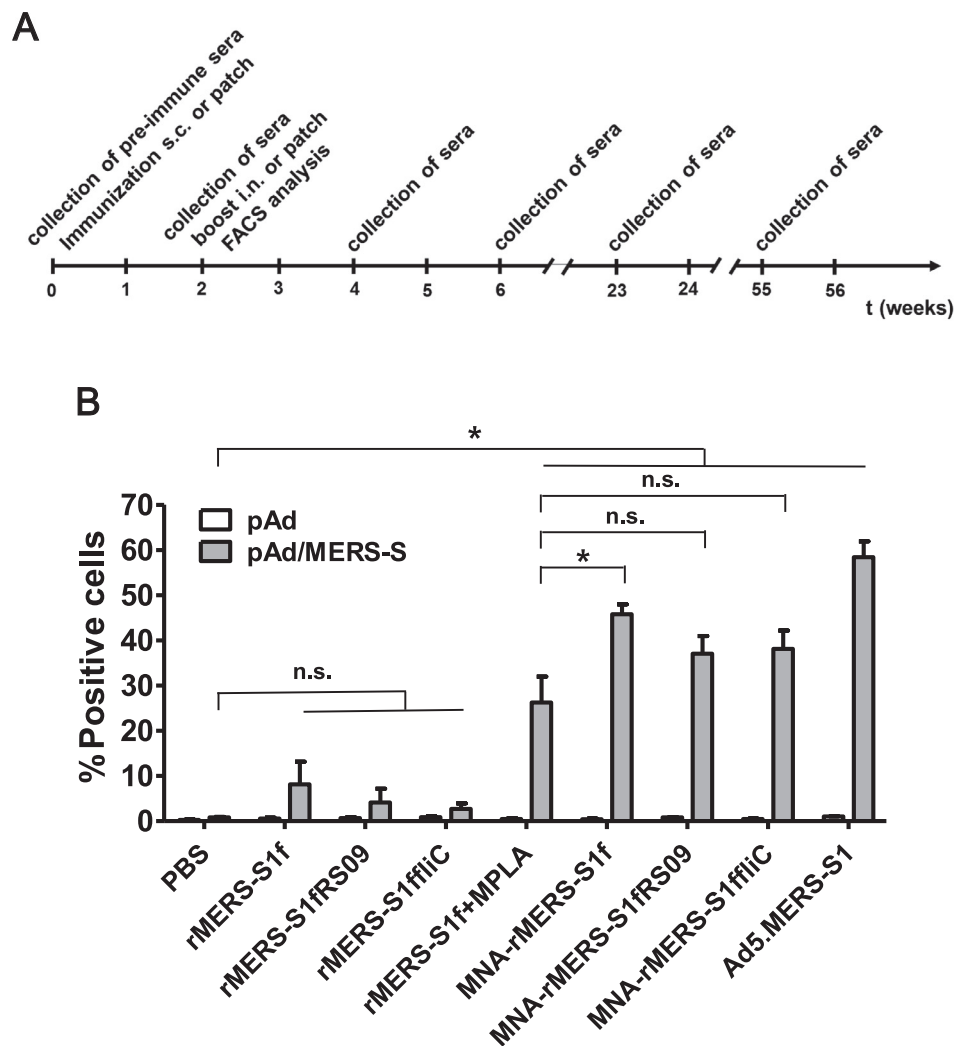 A
collection of pre-immune sera
Immunization s.c. or patch
collection of sera
boost i.n. or patch
FACS analysis
collection of sera
collection of sera
collection of sera
collection of sera
0 1 2 3 4 5 6 23 24 55 56
t (weeks)
B
*
n.s.
n.s.
*
n.s.
pAd
pAd/MERS-S
% Positive cells
70
60
50
40
30
20
10
0
PBS
rMERS-S1f
rMERS-S1fRS09
rMERS-S1ffliC
rMERS-S1f+MPLA
MNA-rMERS-S1f
MNA-rMERS-S1fRS09
MNA-rMERS-S1ffliC
Ad5.MERS-S1